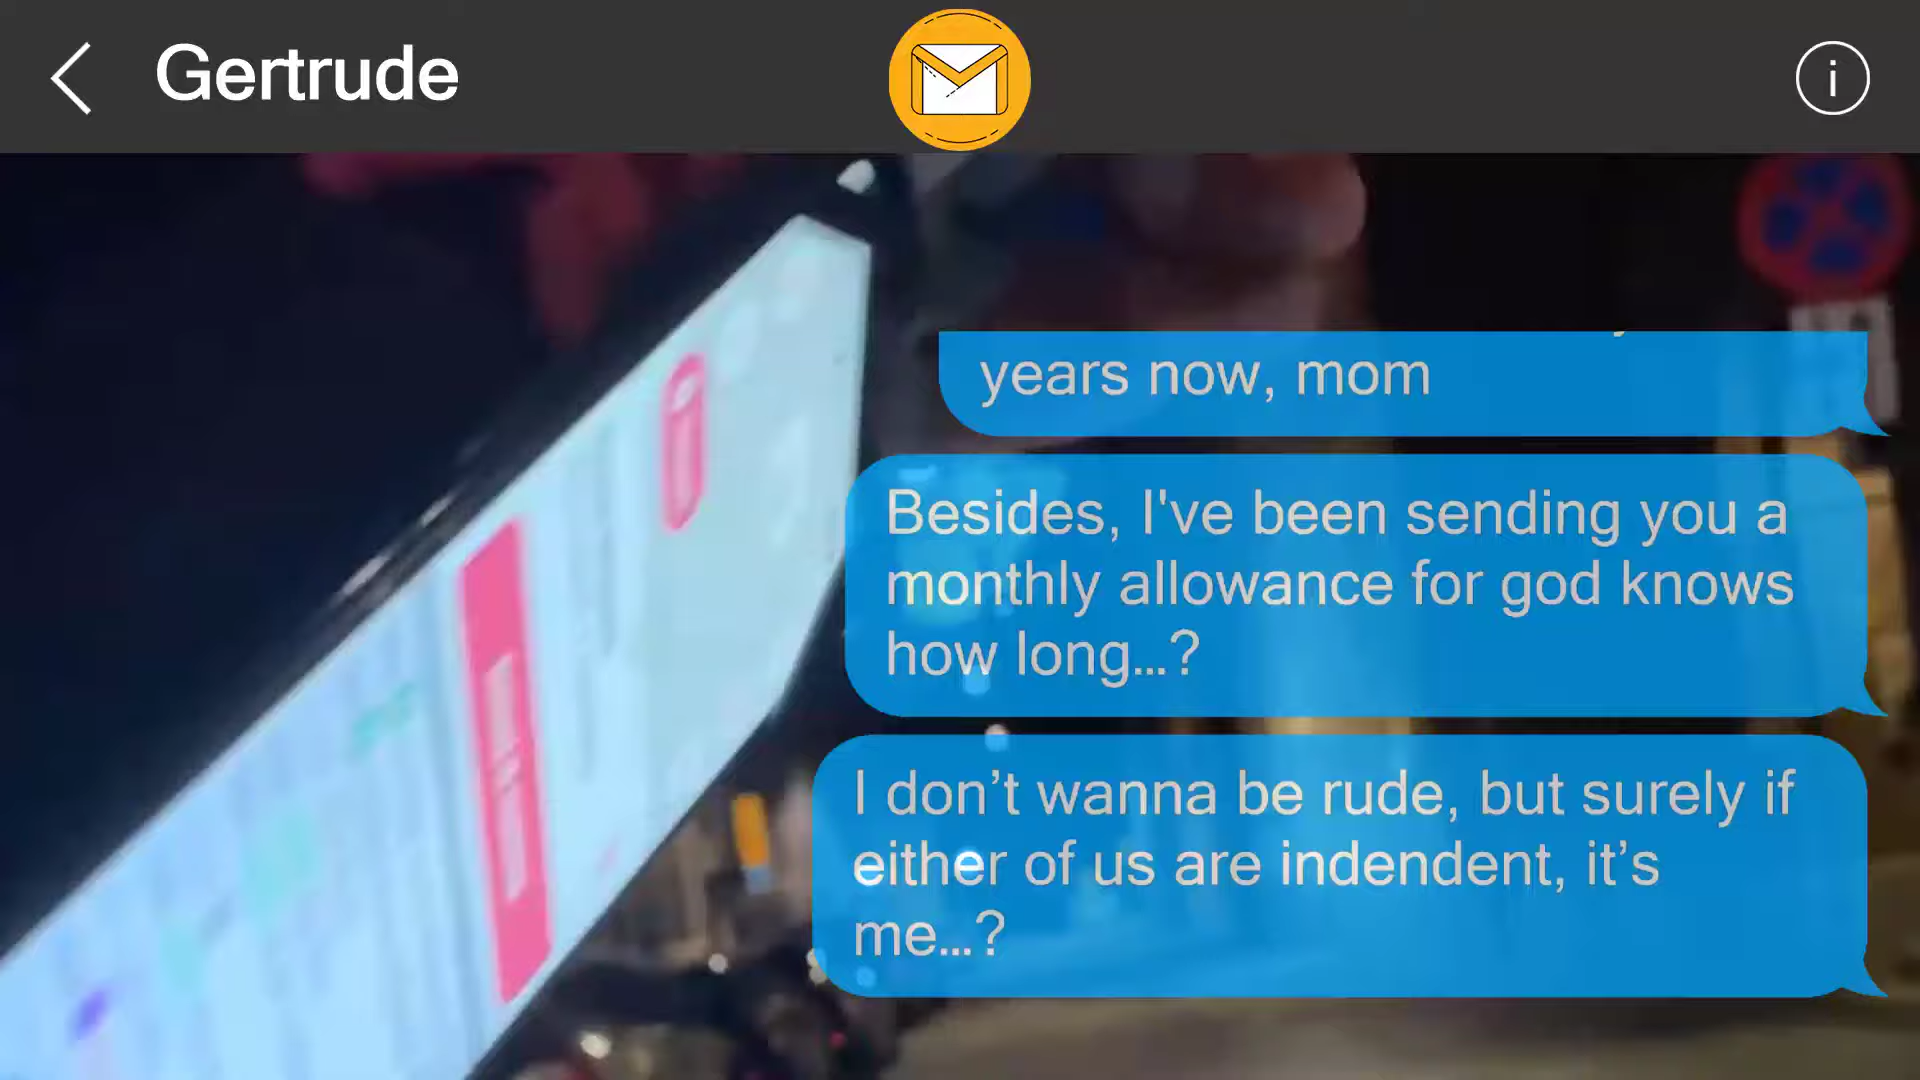 Gertrude
i
years now, mom
Besides, I've been sending you a
monthly allowance for god knows
how long...?
I don’t wanna be rude, but surely if
either of us are indendent, it’s
me...?